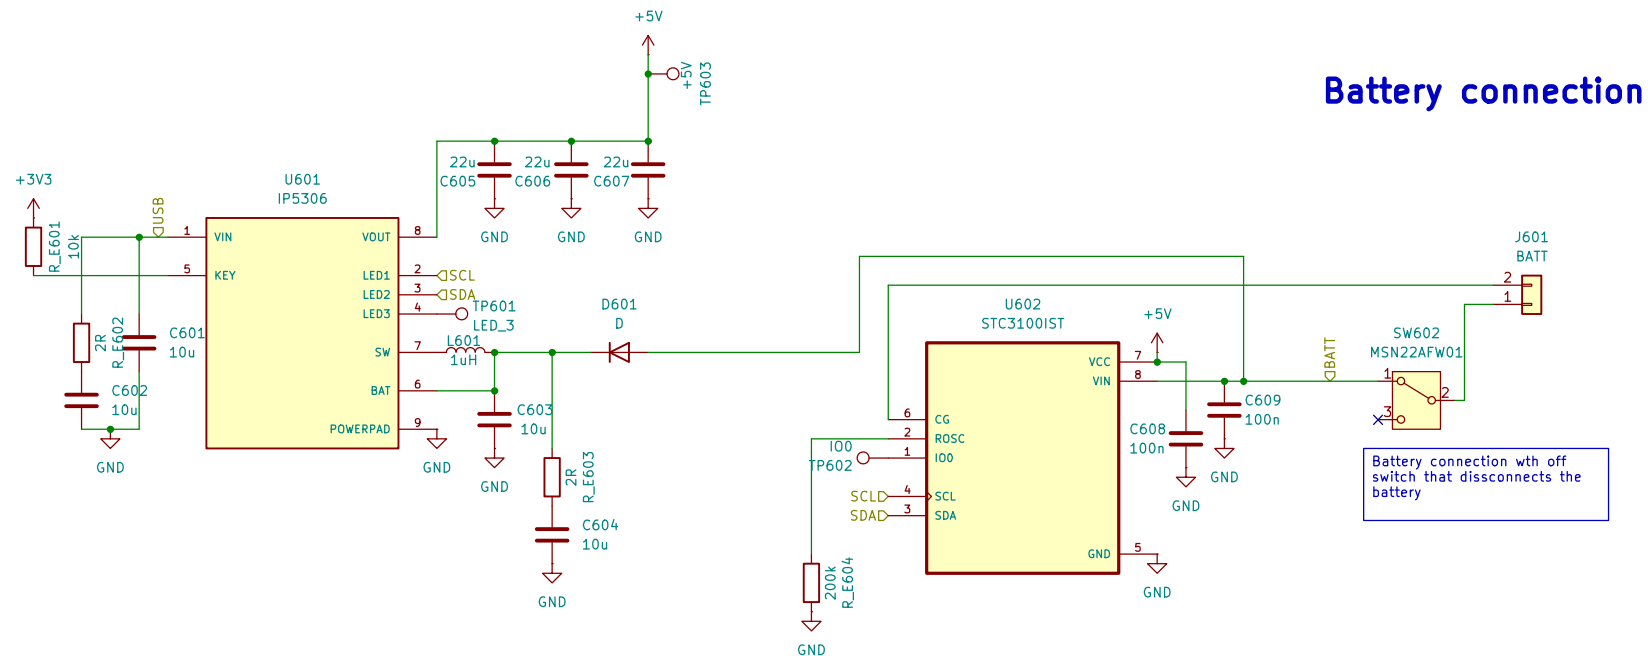 +5V
+5V
TP603
Battery connection
22u
C605
22u
C606
22u
C607
GND
GND
GND
+3V3
R_E601
10k
USB
U601
IP5306
1
VIN
5
KEY
VOUT
8
LED1
2
SCL
LED2
3
SDA
LED3
4
TP601
LED_3
SW
7
L601
1uH
BAT
6
POWERPAD
9
GND
2R
R_E602
C601
10u
C602
10u
GND
D601
D
C603
10u
GND
2R
R_E603
C604
10u
GND
U602
STC3100IST
+5V
VCC
7
VIN
8
6
CG
2
ROSC
1
IO0
IO0
TP602
SCL
4
SCL
SDA
3
SDA
GND
5
GND
200k
R_E604
GND
C608
100n
GND
C609
100n
GND
BATT
J601
BATT
2
1
SW602
MSN22AFW01
1
2
3
Battery connection wth off
switch that dissconnects the
battery